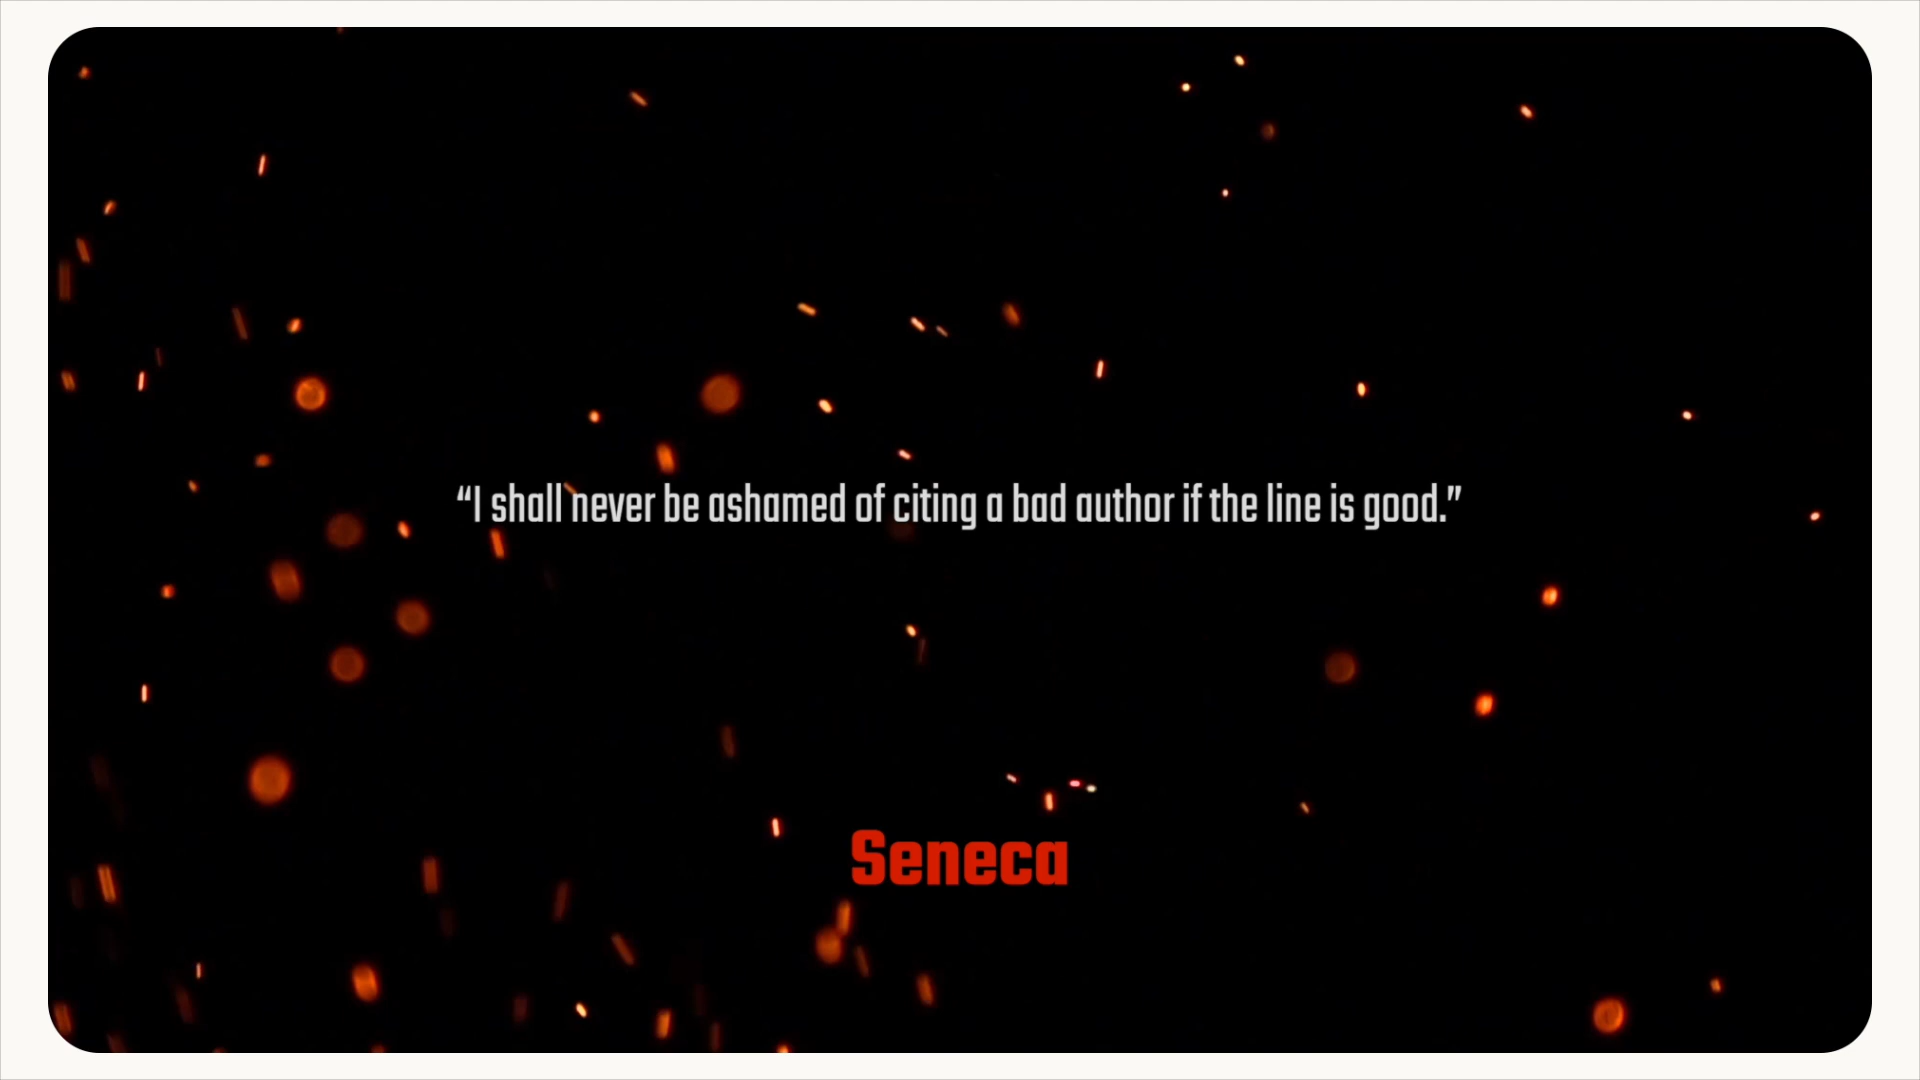 “I shall never be ashamed of citing a bad author if the line is good.”
Seneca